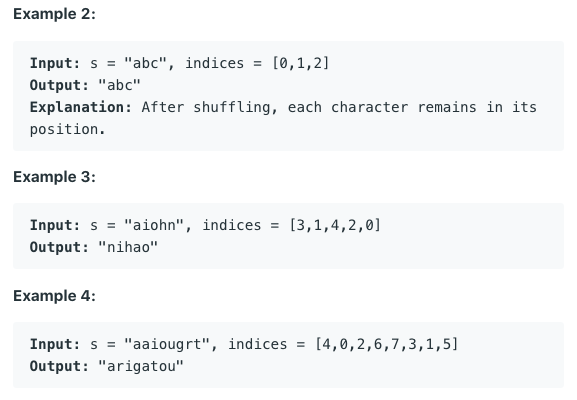 Example 2:
Input: s = "abc", indices = [0,1,2]
Output: "abc"
Explanation: After shuffling, each character remains in its
position.
Example 3:
Input: s = "aiohn", indices = [3,1,4,2,0]
Output: "nihao"
Example 4:
Input: s = "aaiougrt", indices = [4,0,2,6,7,3,1,5]
Output: "arigatou"